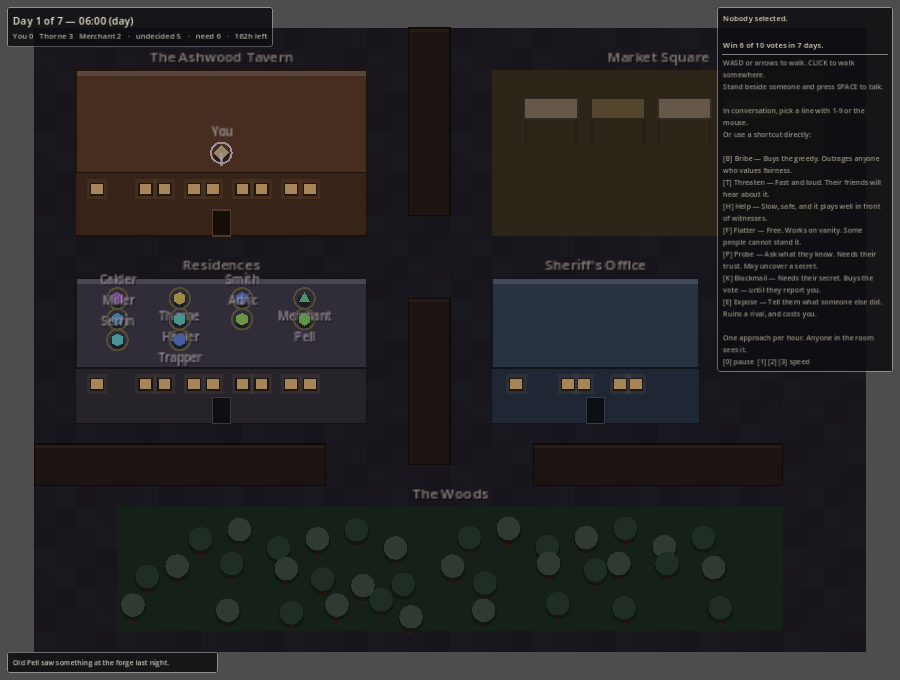 Day 1 of 7 — 06:00 (day)
You 0 Thorne 3 Merchant 2 · undecided 5 · need 6 · 162h left
Nobody selected.
Win 6 of 10 votes in 7 days.
WASD or arrows to walk. CLICK to walk
somewhere.
Stand beside someone and press SPACE to talk.
In conversation, pick a line with 1-9 or the
mouse.
Or use a shortcut directly:
[B] Bribe — Buys the greedy. Outrages anyone
who values fairness.
[T] Threaten — Fast and loud. Their friends will
hear about it.
[H] Help — Slow, safe, and it plays well in front
of witnesses.
[F] Flatter — Free. Works on vanity. Some
people cannot stand it.
[P] Probe — Ask what they know. Needs their
trust. May uncover a secret.
[K] Blackmail — Needs their secret. Buys the
vote — until they report you.
[E] Expose — Tell them what someone else did.
Ruins a rival, and costs you.
One approach per hour. Anyone in the room
sees it.
[0] pause [1] [2] [3] speed
The Ashwood Tavern
Market Square
You
Residences
Sheriff's Office
Calder
Smith
Miller
Thorne
Merchant
Pell
Trapper
The Woods
Old Pell saw something at the forge last night.